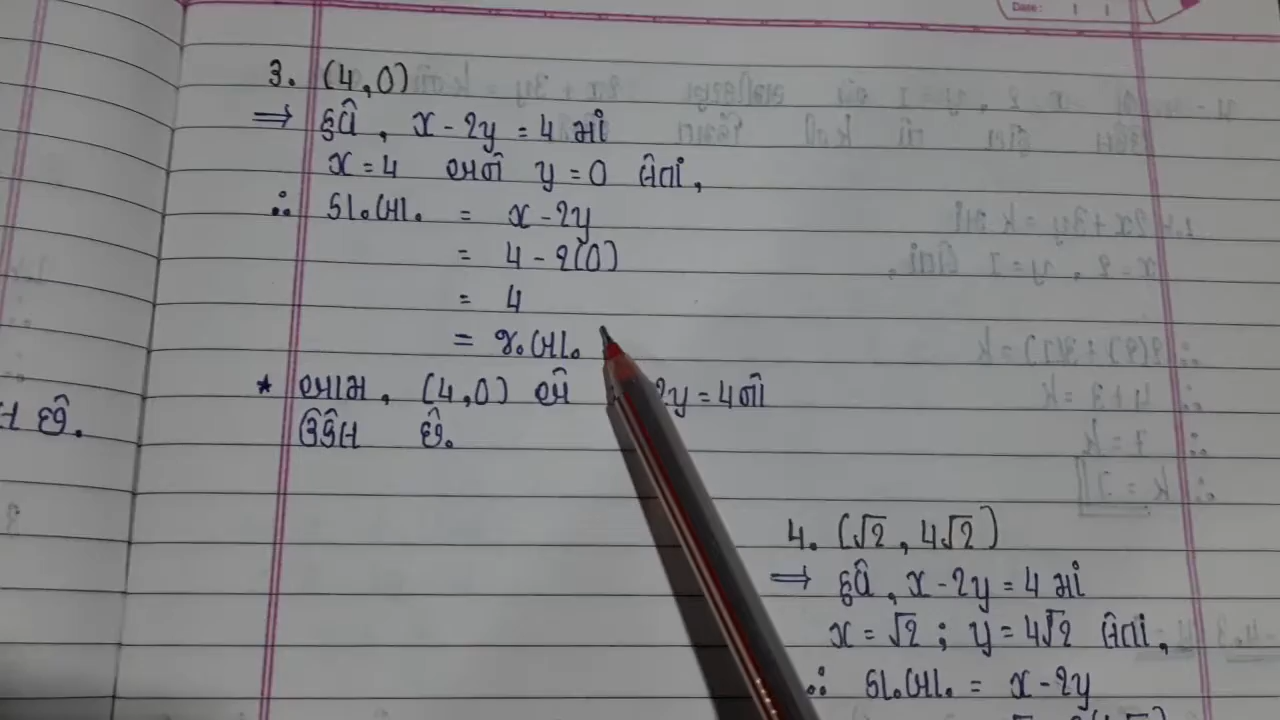 Date:
3. (4,0)
⇒ હવે, x - 2y = 4 માં
x = 4 અને y = 0 લેતાં,
∴ ડા.બા. = x - 2y
= 4 - 2(0)
= 4
= જ.બા.
* આમ, (4,0) એ 2y = 4નો
ઉકેલ છે.
છે.
4. (√2, 4√2)
⇒ હવે, x - 2y = 4 માં
x = √2 ; y = 4√2 લેતાં,
∴ ડા.બા. = x - 2y